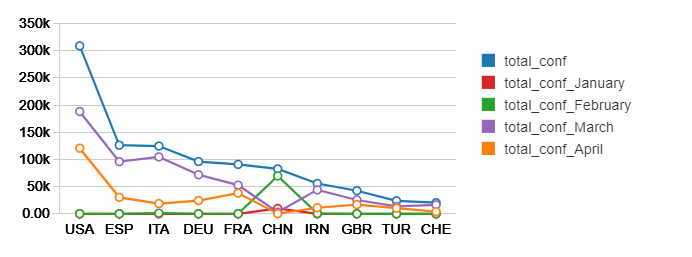 350k
300k
250k
200k
150k
100k
50k
0.00
USA ESP ITA DEU FRA CHN IRN GBR TUR CHE
total_conf
total_conf_January
total_conf_February
total_conf_March
total_conf_April